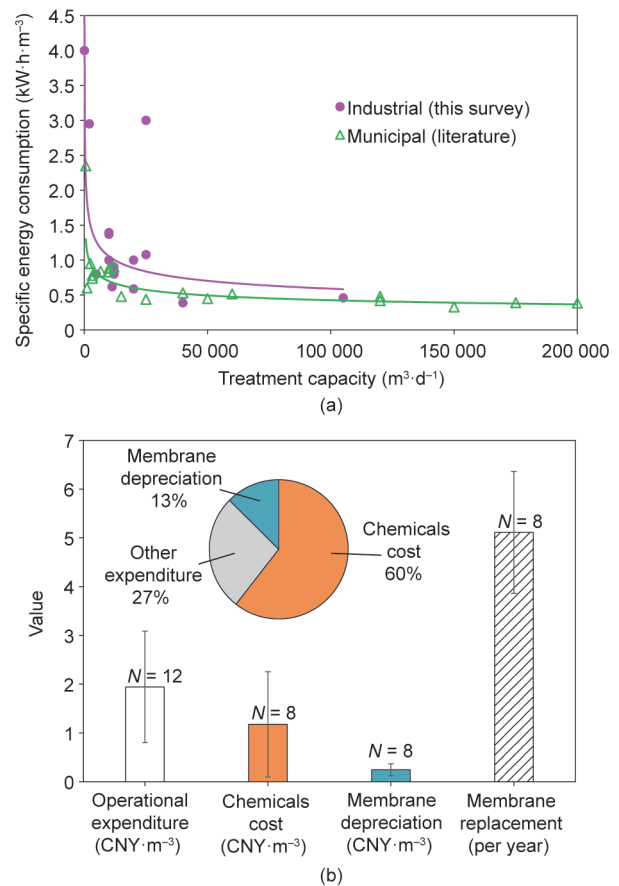 Specific energy consumption (kW·h·m⁻³)
4.5
4.0
3.5
3.0
2.5
2.0
1.5
1.0
0.5
0
Industrial (this survey)
Municipal (literature)
0
50 000
100 000
150 000
200 000
Treatment capacity (m³·d⁻¹)
(a)
Value
7
6
5
4
3
2
1
0
Membrane
depreciation
13%
Other
expenditure
27%
Chemicals
cost
60%
N = 12
N = 8
N = 8
N = 8
Operational
expenditure
(CNY·m⁻³)
Chemicals
cost
(CNY·m⁻³)
Membrane
depreciation
(CNY·m⁻³)
Membrane
replacement
(per year)
(b)